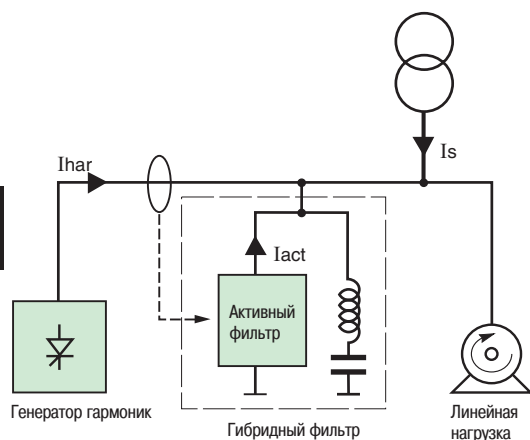 Is
Ihar
Iact
Активный
фильтр
Генератор гармоник
Гибридный фильтр
Линейная
нагрузка